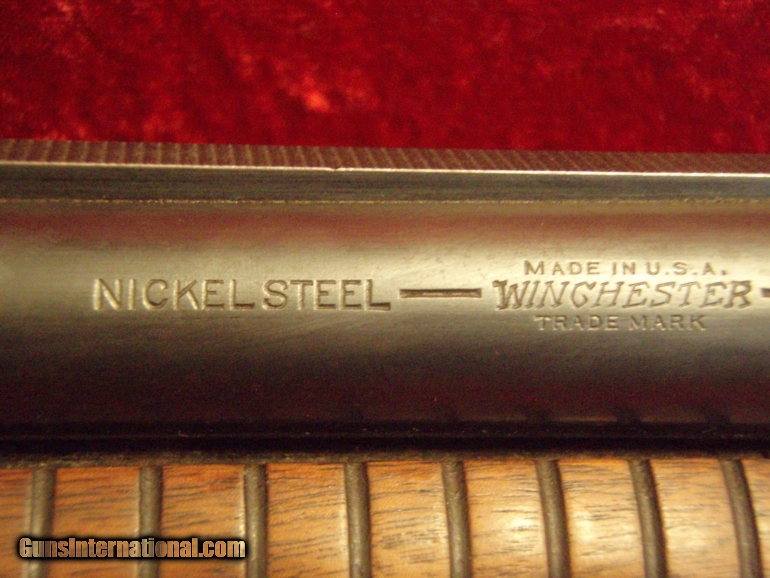 MADE IN U.S.A.
NICKEL STEEL — WINCHESTER —
TRADE MARK
GunsInternational.com